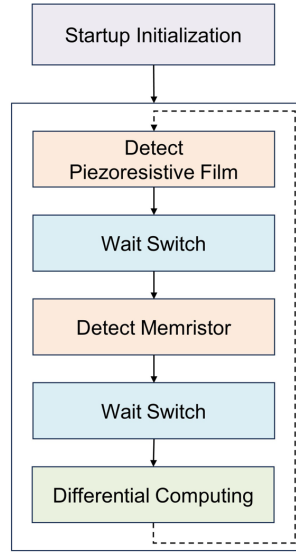 Startup Initialization
Detect
Piezoresistive Film
Wait Switch
Detect Memristor
Wait Switch
Differential Computing